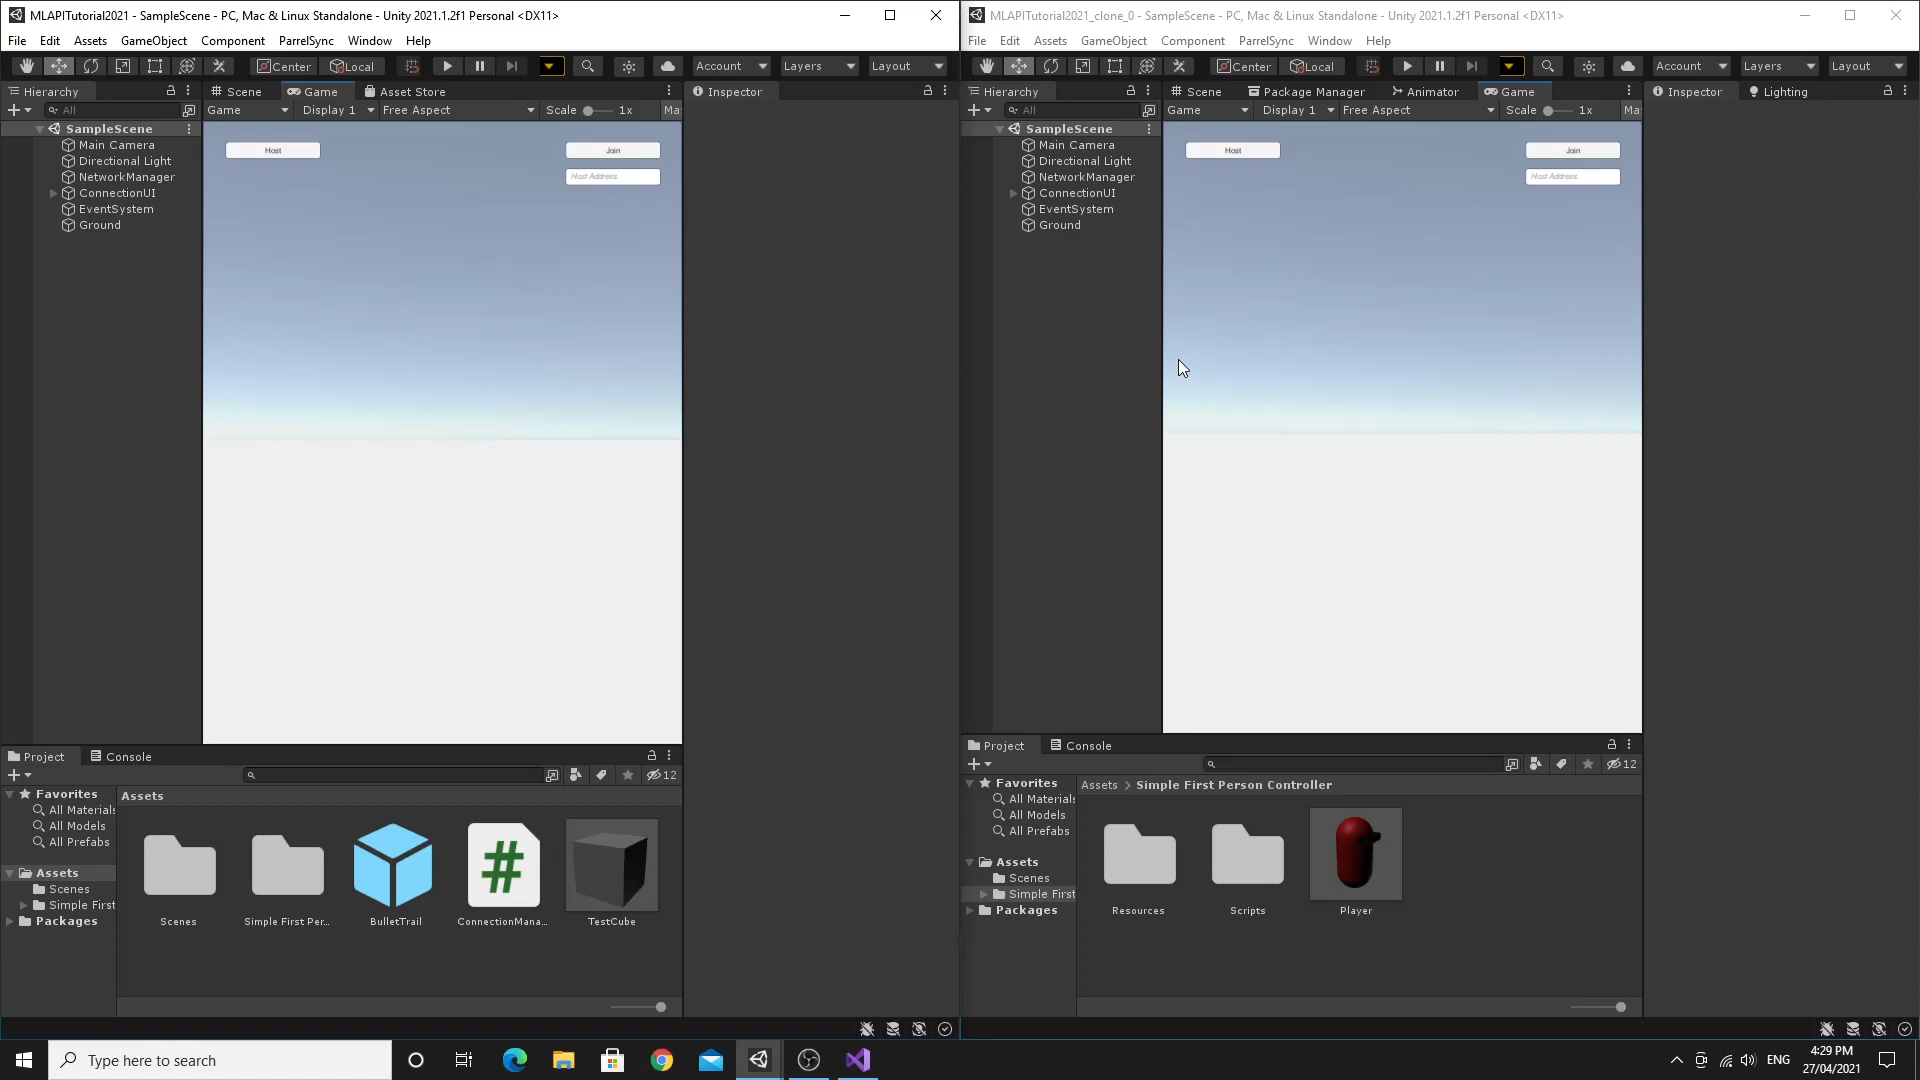 MLAPITutorial2021 - SampleScene - PC, Mac & Linux Standalone - Unity 2021.1.2f1 Personal <DX11>
File Edit Assets GameObject Component ParrelSync Window Help
Center Local Account Layers Layout
Hierarchy Scene Game Asset Store Inspector
All Game Display 1 Free Aspect Scale 1x Ma
SampleScene
Main Camera
Directional Light
NetworkManager
ConnectionUI
EventSystem
Ground
Host Join
Host Address
Project Console
12
Favorites
All Materials
All Models
All Prefabs
Assets
Scenes
Simple First
Packages
Assets
Scenes Simple First Per... BulletTrail ConnectionMana... TestCube
MLAPITutorial2021_clone_0 - SampleScene - PC, Mac & Linux Standalone - Unity 2021.1.2f1 Personal <DX11>
File Edit Assets GameObject Component ParrelSync Window Help
Center Local Account Layers Layout
Hierarchy Scene Package Manager Animator Game Inspector Lighting
All Game Display 1 Free Aspect Scale 1x Ma
SampleScene
Main Camera
Directional Light
NetworkManager
ConnectionUI
EventSystem
Ground
Host Join
Host Address
Project Console
12
Favorites
All Materials
All Models
All Prefabs
Assets
Scenes
Simple First
Packages
Assets > Simple First Person Controller
Resources Scripts Player
Type here to search
ENG
4:29 PM
27/04/2021